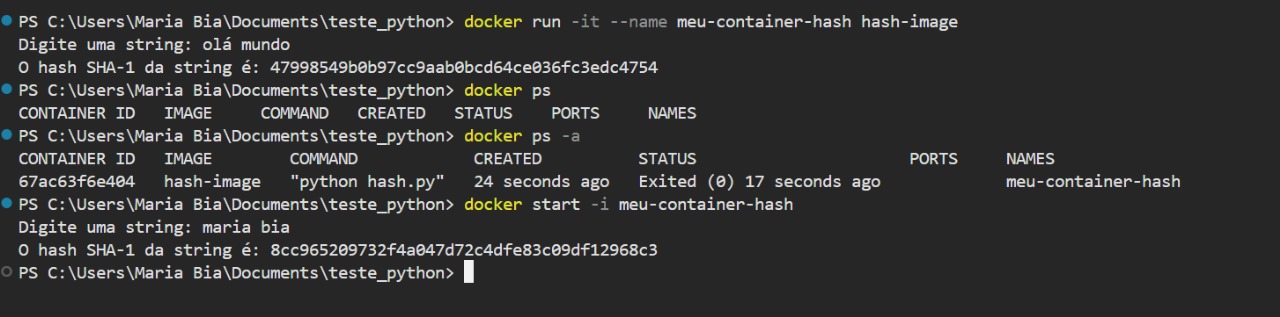 PS C:\Users\Maria Bia\Documents\teste_python> docker run -it --name meu-container-hash hash-image
Digite uma string: olá mundo
O hash SHA-1 da string é: 47998549b0b97cc9aab0bcd64ce036fc3edc4754
PS C:\Users\Maria Bia\Documents\teste_python> docker ps
CONTAINER ID   IMAGE     COMMAND   CREATED   STATUS    PORTS     NAMES
PS C:\Users\Maria Bia\Documents\teste_python> docker ps -a
CONTAINER ID   IMAGE        COMMAND            CREATED          STATUS                      PORTS     NAMES
67ac63f6e404   hash-image   "python hash.py"   24 seconds ago   Exited (0) 17 seconds ago             meu-container-hash
PS C:\Users\Maria Bia\Documents\teste_python> docker start -i meu-container-hash
Digite uma string: maria bia
O hash SHA-1 da string é: 8cc965209732f4a047d72c4dfe83c09df12968c3
PS C:\Users\Maria Bia\Documents\teste_python>